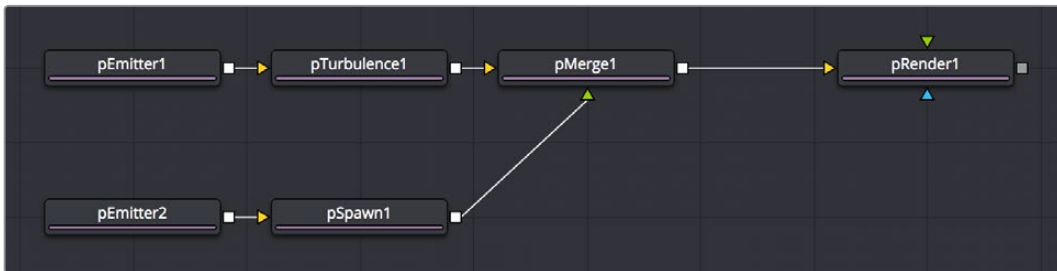 pEmitter1
pTurbulence1
pMerge1
pRender1
pEmitter2
pSpawn1